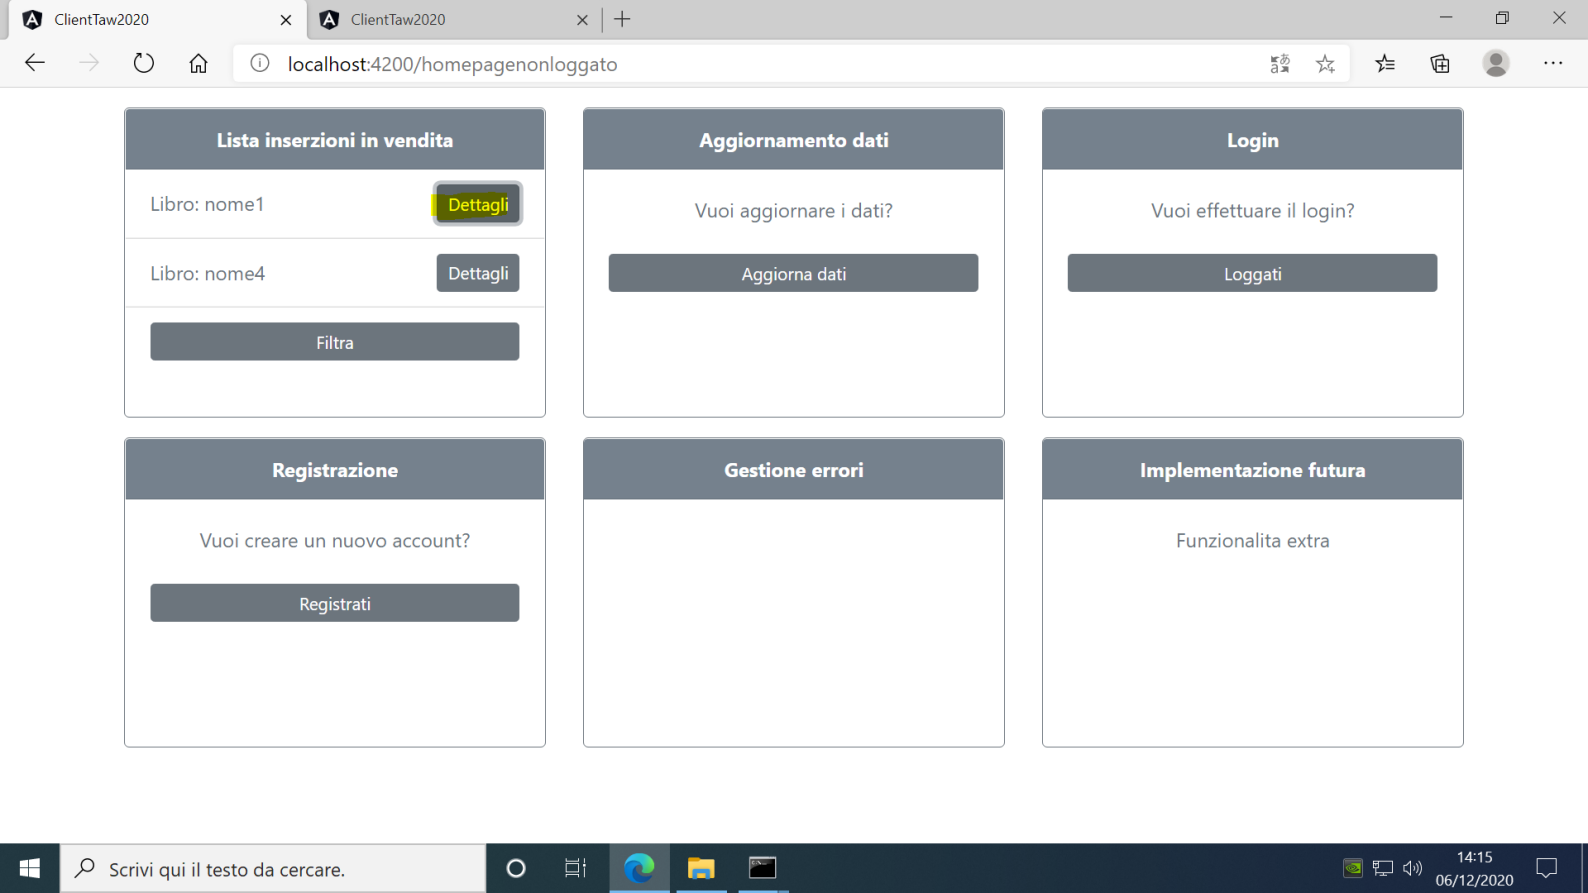 ClientTaw2020
ClientTaw2020
localhost:4200/homepagenonloggato
Lista inserzioni in vendita
Libro: nome1
Dettagli
Libro: nome4
Dettagli
Filtra
Aggiornamento dati
Vuoi aggiornare i dati?
Aggiorna dati
Login
Vuoi effettuare il login?
Loggati
Registrazione
Vuoi creare un nuovo account?
Registrati
Gestione errori
Implementazione futura
Funzionalita extra
Scrivi qui il testo da cercare.
14:15
06/12/2020